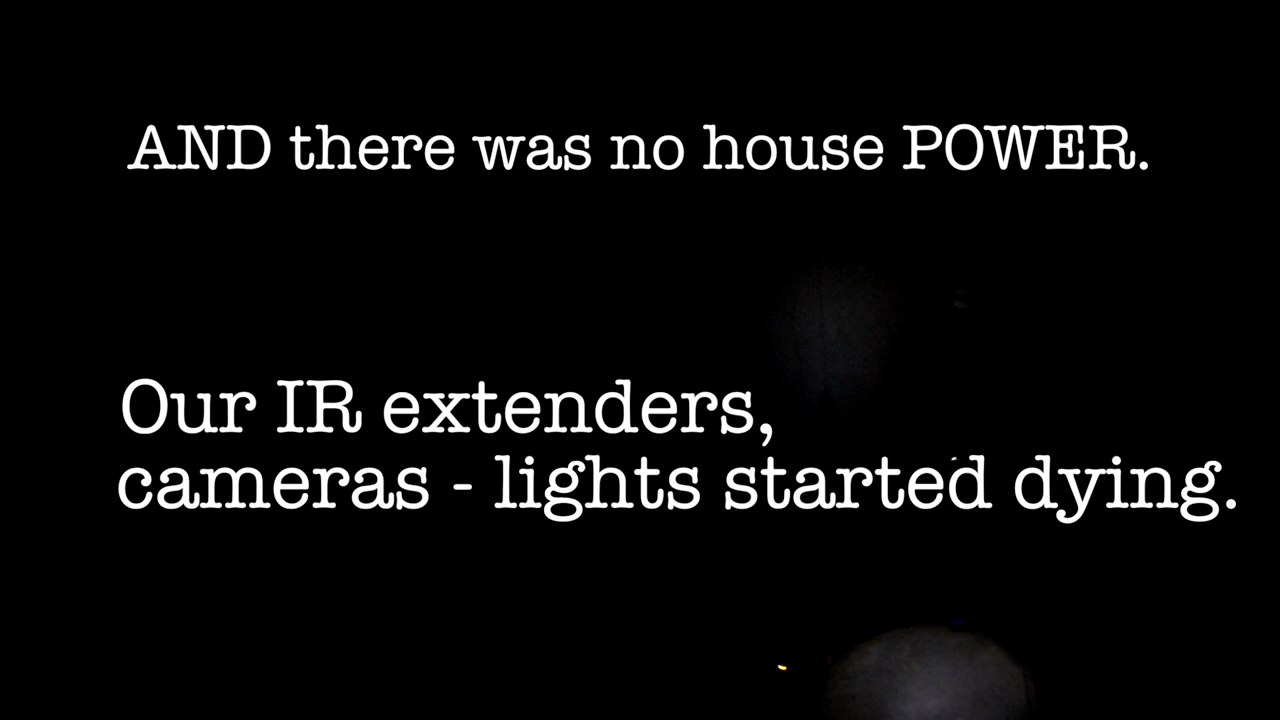 AND there was no house POWER.
Our IR extenders,
cameras - lights started dying.